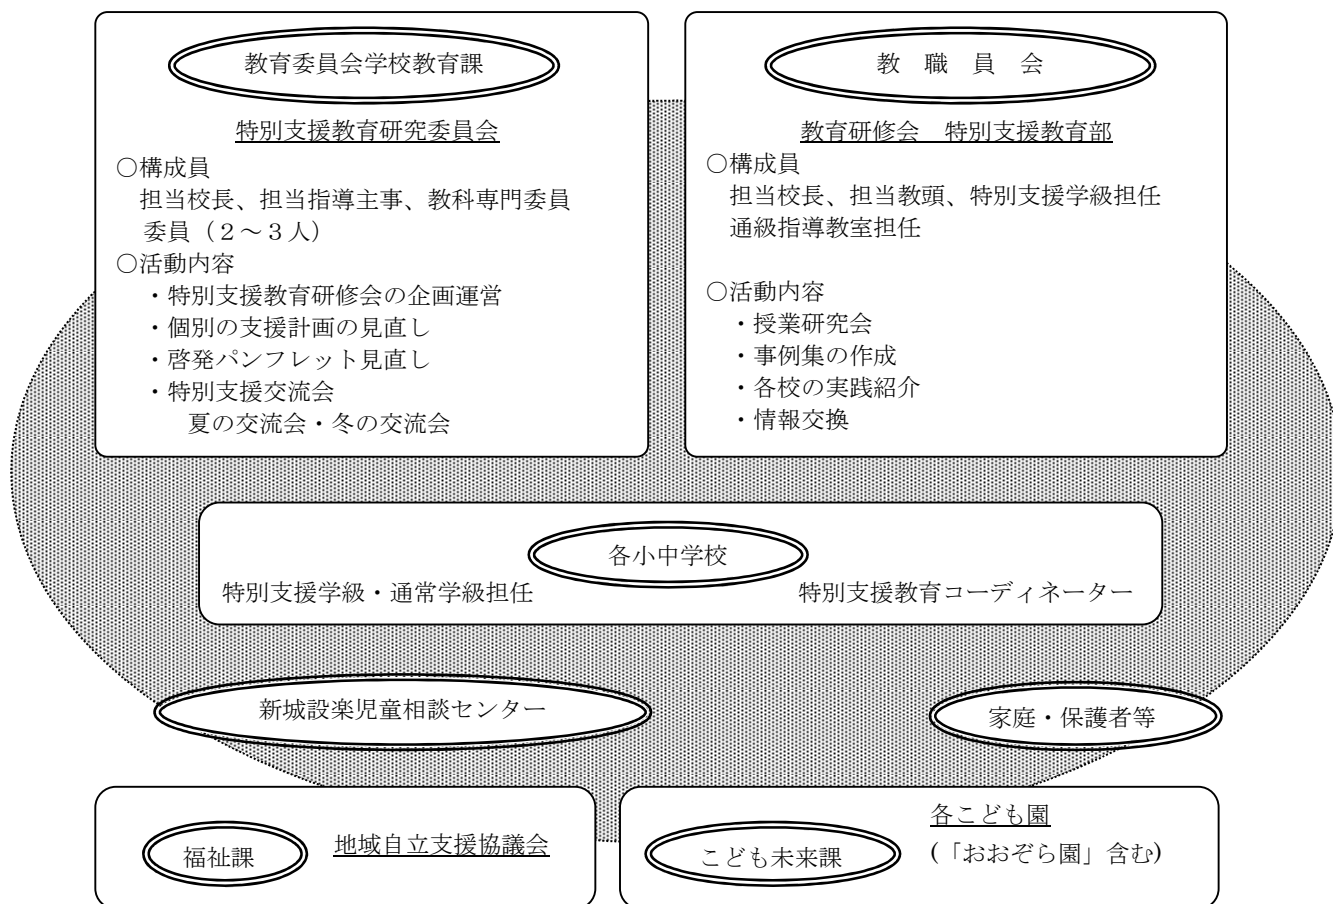 教育委員会学校教育課
特別支援教育研究委員会
○構成員
担当校長、担当指導主事、教科専門委員
委員（２～３人）
○活動内容
・特別支援教育研修会の企画運営
・個別の支援計画の見直し
・啓発パンフレット見直し
・特別支援交流会
夏の交流会・冬の交流会
教　職　員　会
教育研修会　特別支援教育部
○構成員
担当校長、担当教頭、特別支援学級担任
通級指導教室担任
○活動内容
・授業研究会
・事例集の作成
・各校の実践紹介
・情報交換
各小中学校
特別支援学級・通常学級担任
特別支援教育コーディネーター
新城設楽児童相談センター
家庭・保護者等
福祉課
地域自立支援協議会
こども未来課
各こども園
(「おおぞら園」含む)